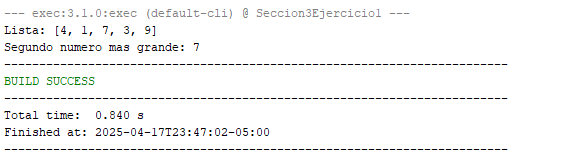 --- exec:3.1.0:exec (default-cli) @ Seccion3Ejercicio1 ---
Lista: [4, 1, 7, 3, 9]
Segundo numero mas grande: 7
------------------------------------------------------------------------
BUILD SUCCESS
------------------------------------------------------------------------
Total time:  0.840 s
Finished at: 2025-04-17T23:47:02-05:00
------------------------------------------------------------------------